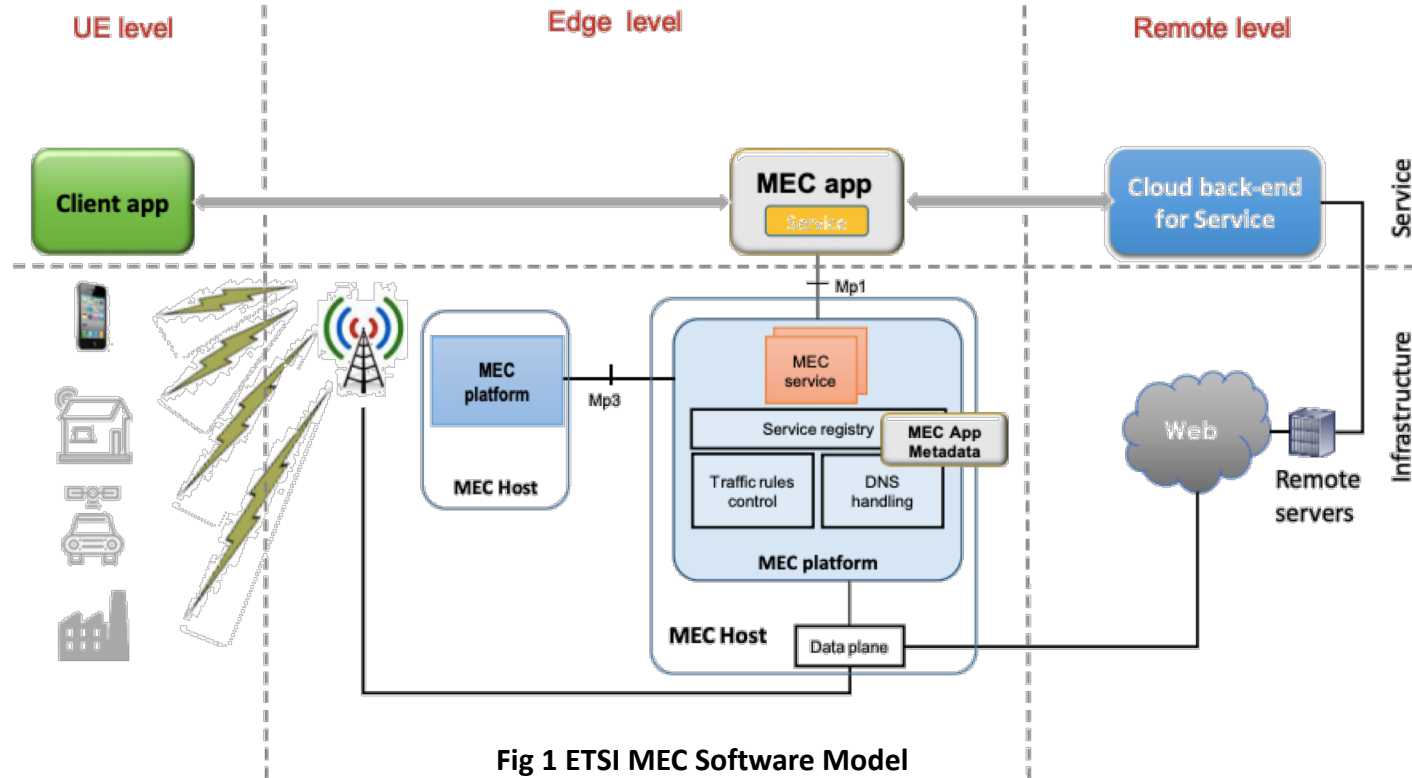 UE level
Edge level
Remote level
Client app
MEC app
Service
Cloud back-end
for Service
Service
Mp1
MEC
platform
Mp3
MEC Host
MEC
service
Service registry
MEC App
Metadata
Traffic rules
control
DNS
handling
MEC platform
MEC Host
Data plane
Web
Remote
servers
Infrastructure
Fig 1 ETSI MEC Software Model